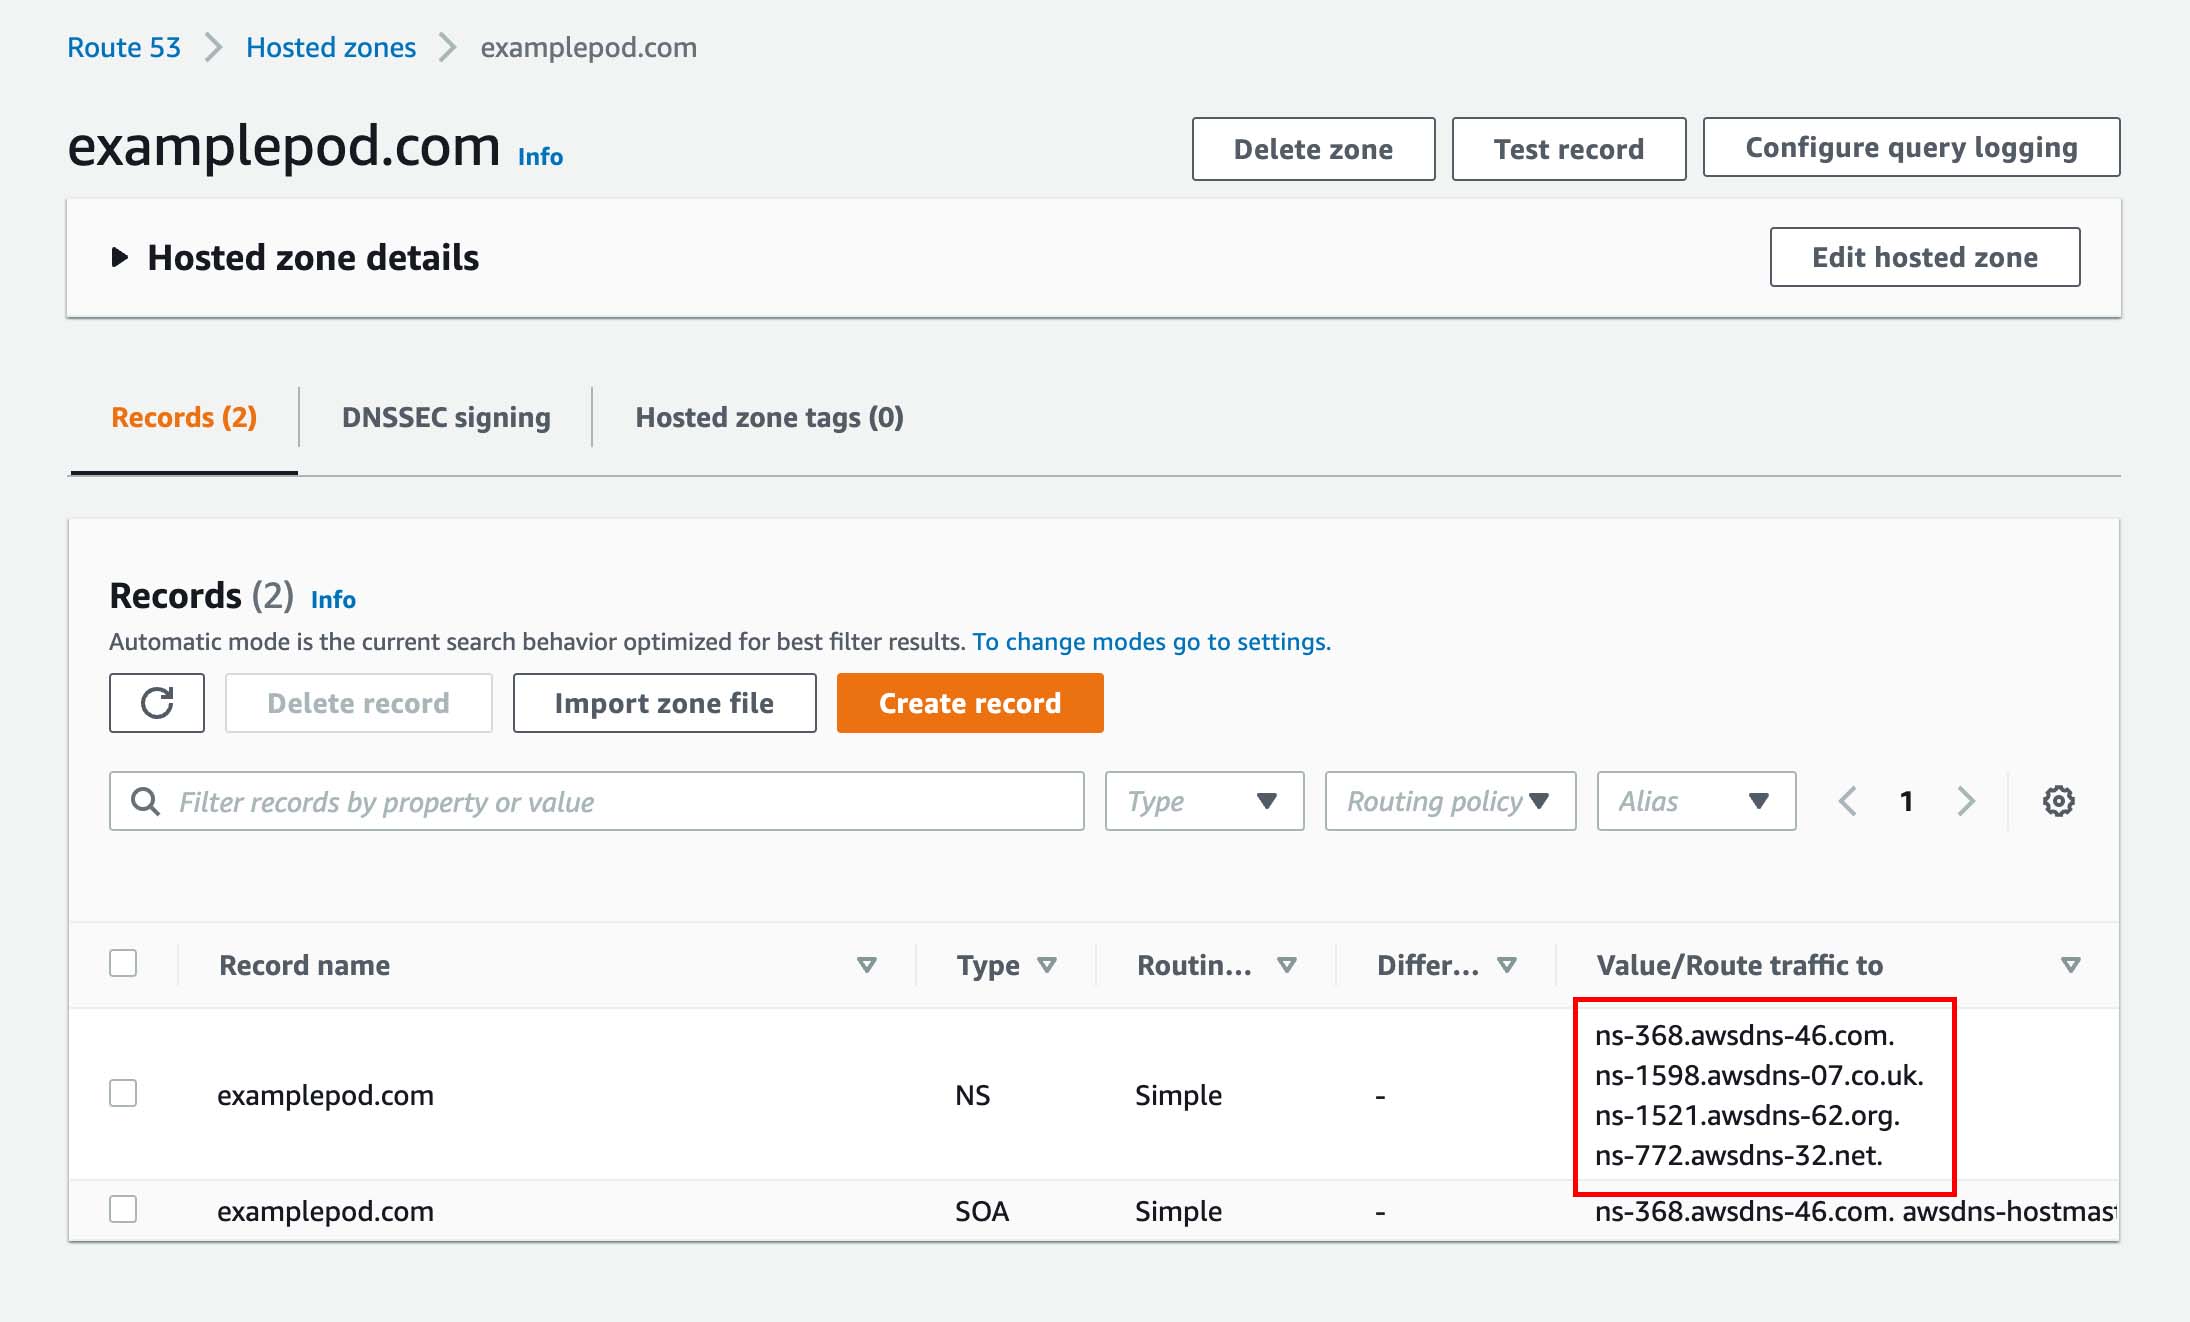 Route 53 > Hosted zones > examplepod.com
examplepod.com Info
Delete zone
Test record
Configure query logging
Hosted zone details
Edit hosted zone
Records (2)
DNSSEC signing
Hosted zone tags (0)
Records (2) Info
Automatic mode is the current search behavior optimized for best filter results. To change modes go to settings.
Delete record
Import zone file
Create record
Filter records by property or value
Type
Routing policy
Alias
1
Record name
Type
Routin...
Differ...
Value/Route traffic to
examplepod.com
NS
Simple
-
ns-368.awsdns-46.com.
ns-1598.awsdns-07.co.uk.
ns-1521.awsdns-62.org.
ns-772.awsdns-32.net.
examplepod.com
SOA
Simple
-
ns-368.awsdns-46.com. awsdns-hostmast